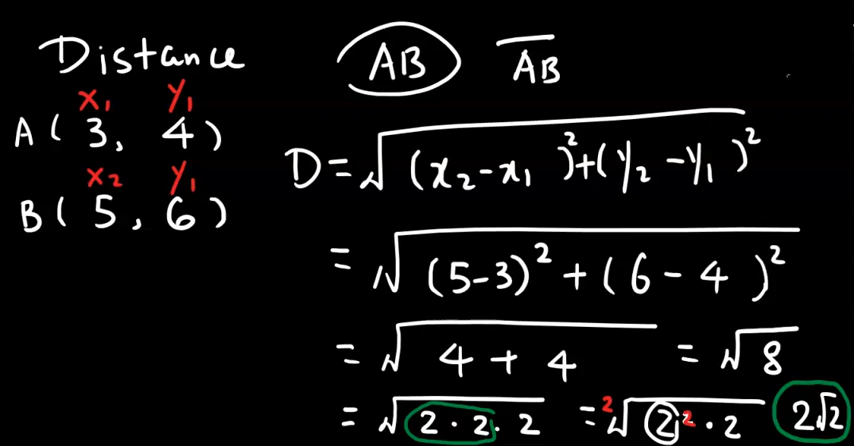 Distance
AB
A̅B̅
x₁ y₁
A ( 3, 4 )
x₂ y₁
B ( 5, 6 )
D = √((x₂ - x₁)² + (y₂ - y₁)²)
= √((5-3)² + (6 - 4)²)
= √(4 + 4) = √8
= √(2 · 2 · 2) = ²√(2² · 2) 2√2